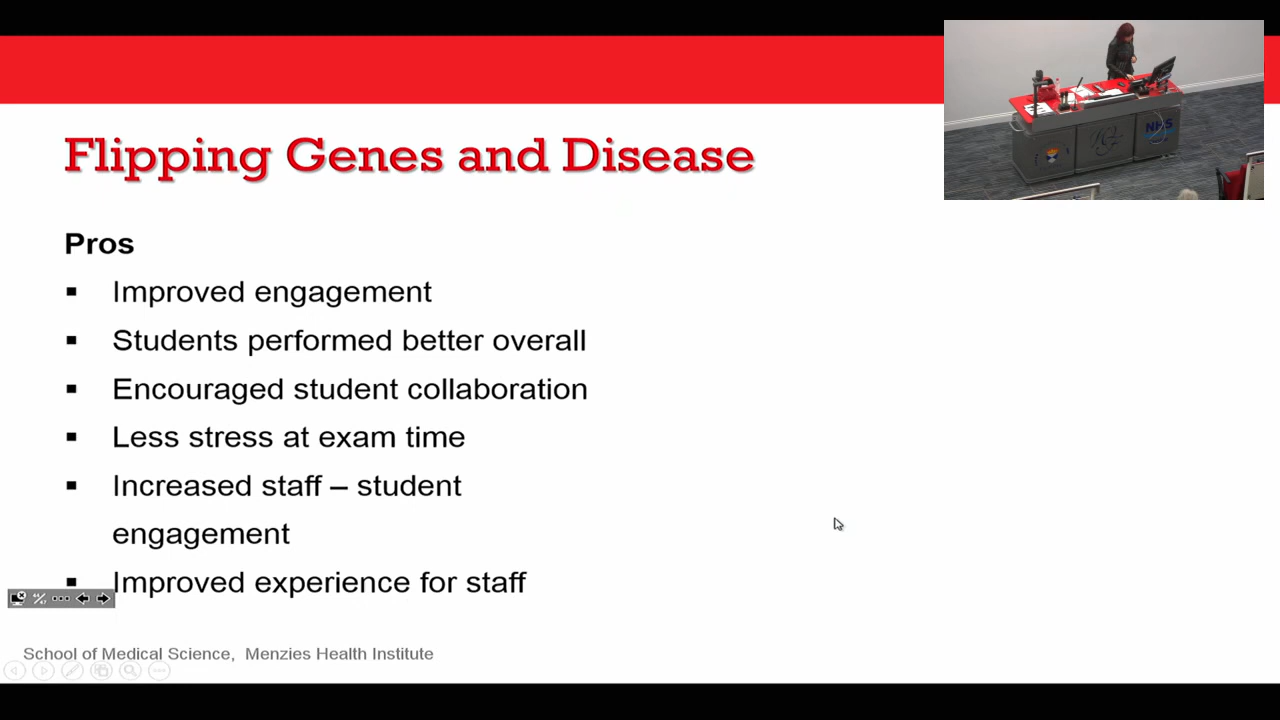 Flipping Genes and Disease
Pros
▪ Improved engagement
▪ Students performed better overall
▪ Encouraged student collaboration
▪ Less stress at exam time
▪ Increased staff – student
engagement
▪ Improved experience for staff
School of Medical Science, Menzies Health Institute
NHS